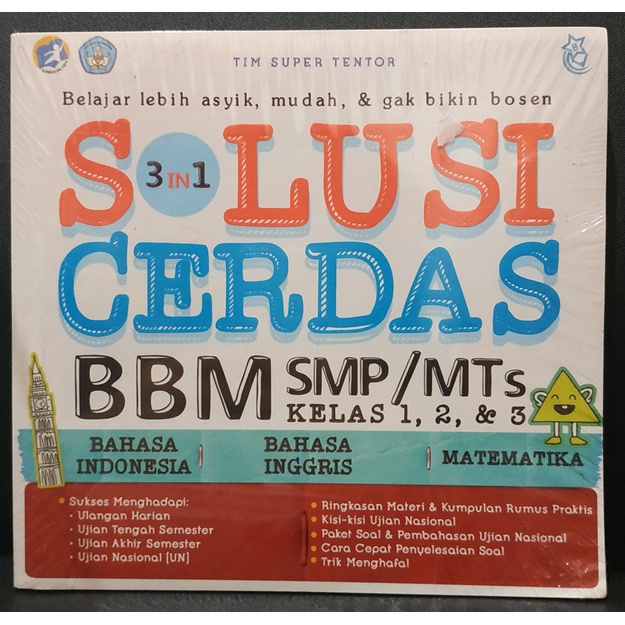 TIM SUPER TENTOR
Belajar lebih asyik, mudah, & gak bikin bosen
SOLUSI
3 IN 1
CERDAS
BBM SMP/MTs
KELAS 1, 2, & 3
BAHASA INDONESIA
BAHASA INGGRIS
MATEMATIKA
• Sukses Menghadapi:
• Ulangan Harian
• Ujian Tengah Semester
• Ujian Akhir Semester
• Ujian Nasional [UN]
• Ringkasan Materi & Kumpulan Rumus Praktis
• Kisi-kisi Ujian Nasional
• Paket Soal & Pembahasan Ujian Nasional
• Cara Cepat Penyelesaian Soal
• Trik Menghafal